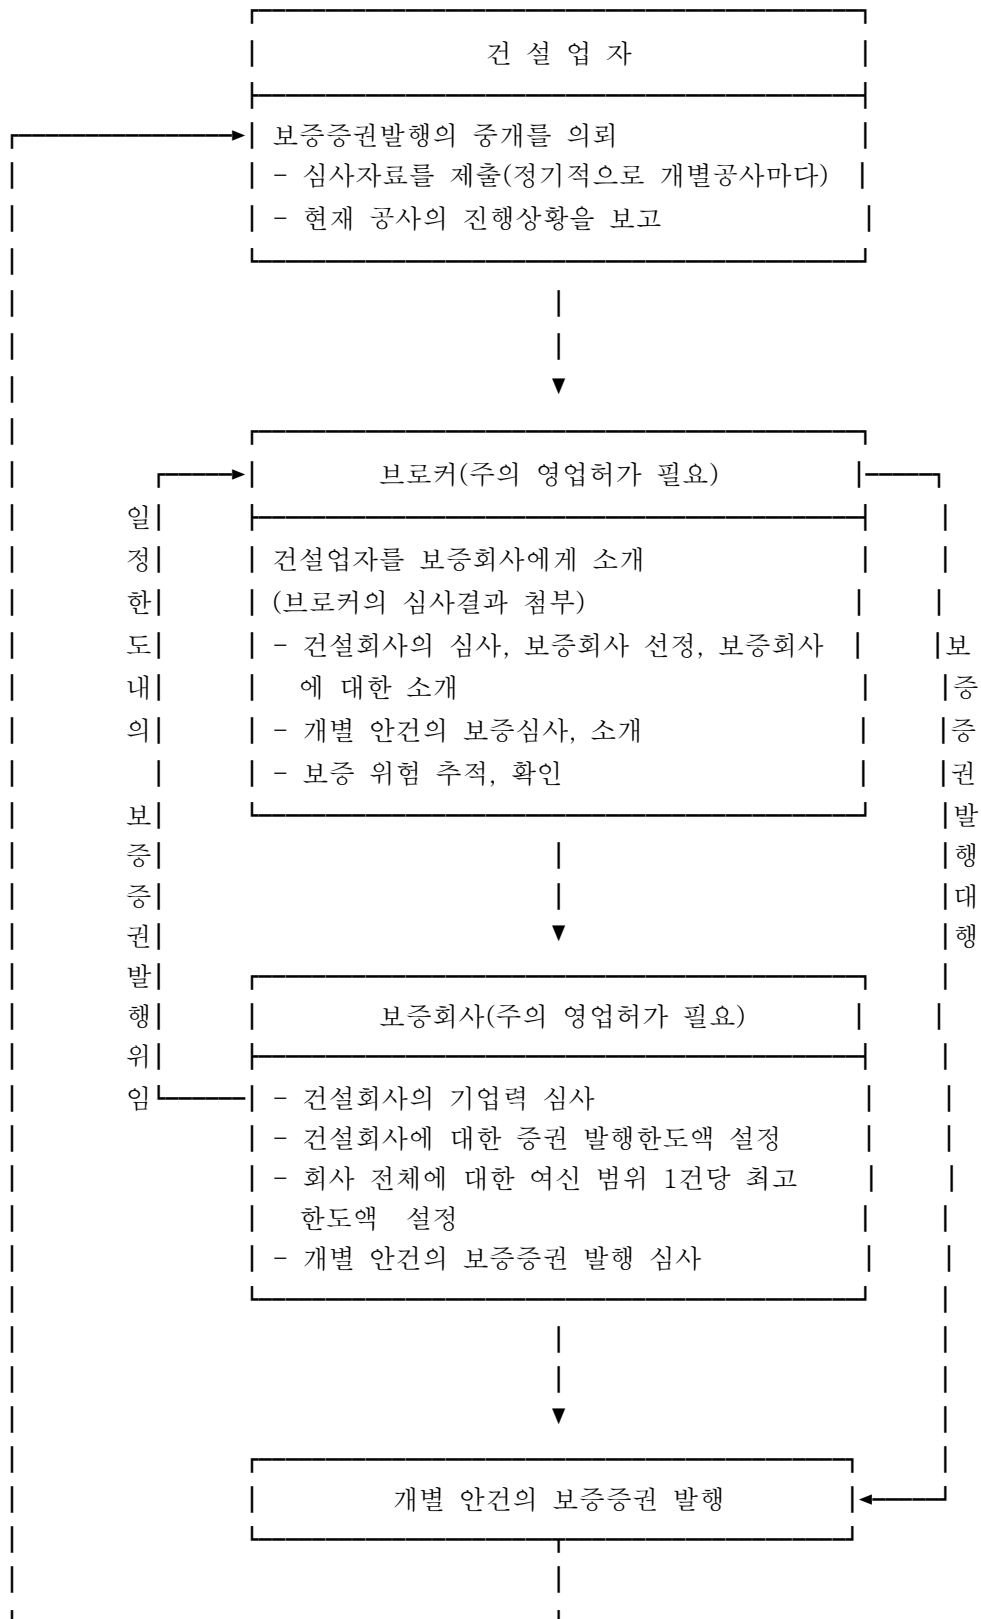 건 설 업 자
보증증권발행의 중개를 의뢰
- 심사자료를 제출(정기적으로 개별공사마다)
- 현재 공사의 진행상황을 보고
브로커(주의 영업허가 필요)
건설업자를 보증회사에게 소개
(브로커의 심사결과 첨부)
- 건설회사의 심사, 보증회사 선정, 보증회사
에 대한 소개
- 개별 안건의 보증심사, 소개
- 보증 위험 추적, 확인
일정한도내의 보증증권발행위임
보증증권발행대행
보증회사(주의 영업허가 필요)
- 건설회사의 기업력 심사
- 건설회사에 대한 증권 발행한도액 설정
- 회사 전체에 대한 여신 범위 1건당 최고
한도액 설정
- 개별 안건의 보증증권 발행 심사
개별 안건의 보증증권 발행